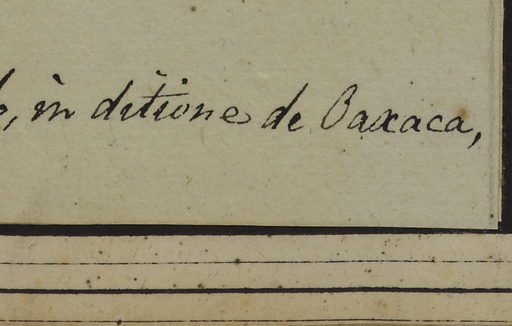 , in ditione de Oaxaca,